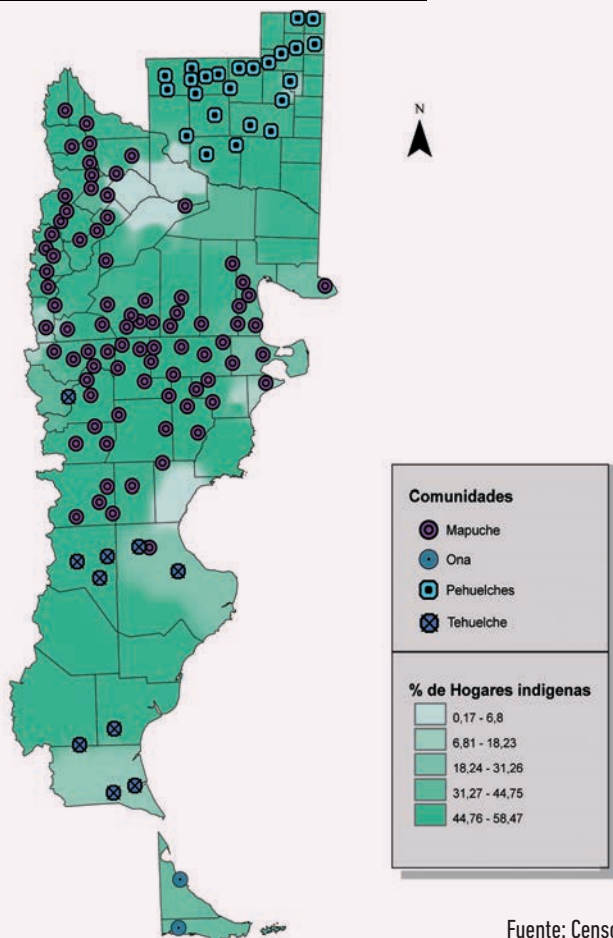 N
Comunidades
Mapuche
Ona
Pehuelches
Tehuelche
% de Hogares indigenas
0,17 - 6,8
6,81 - 18,23
18,24 - 31,26
31,27 - 44,75
44,76 - 58,47
Fuente: Censo